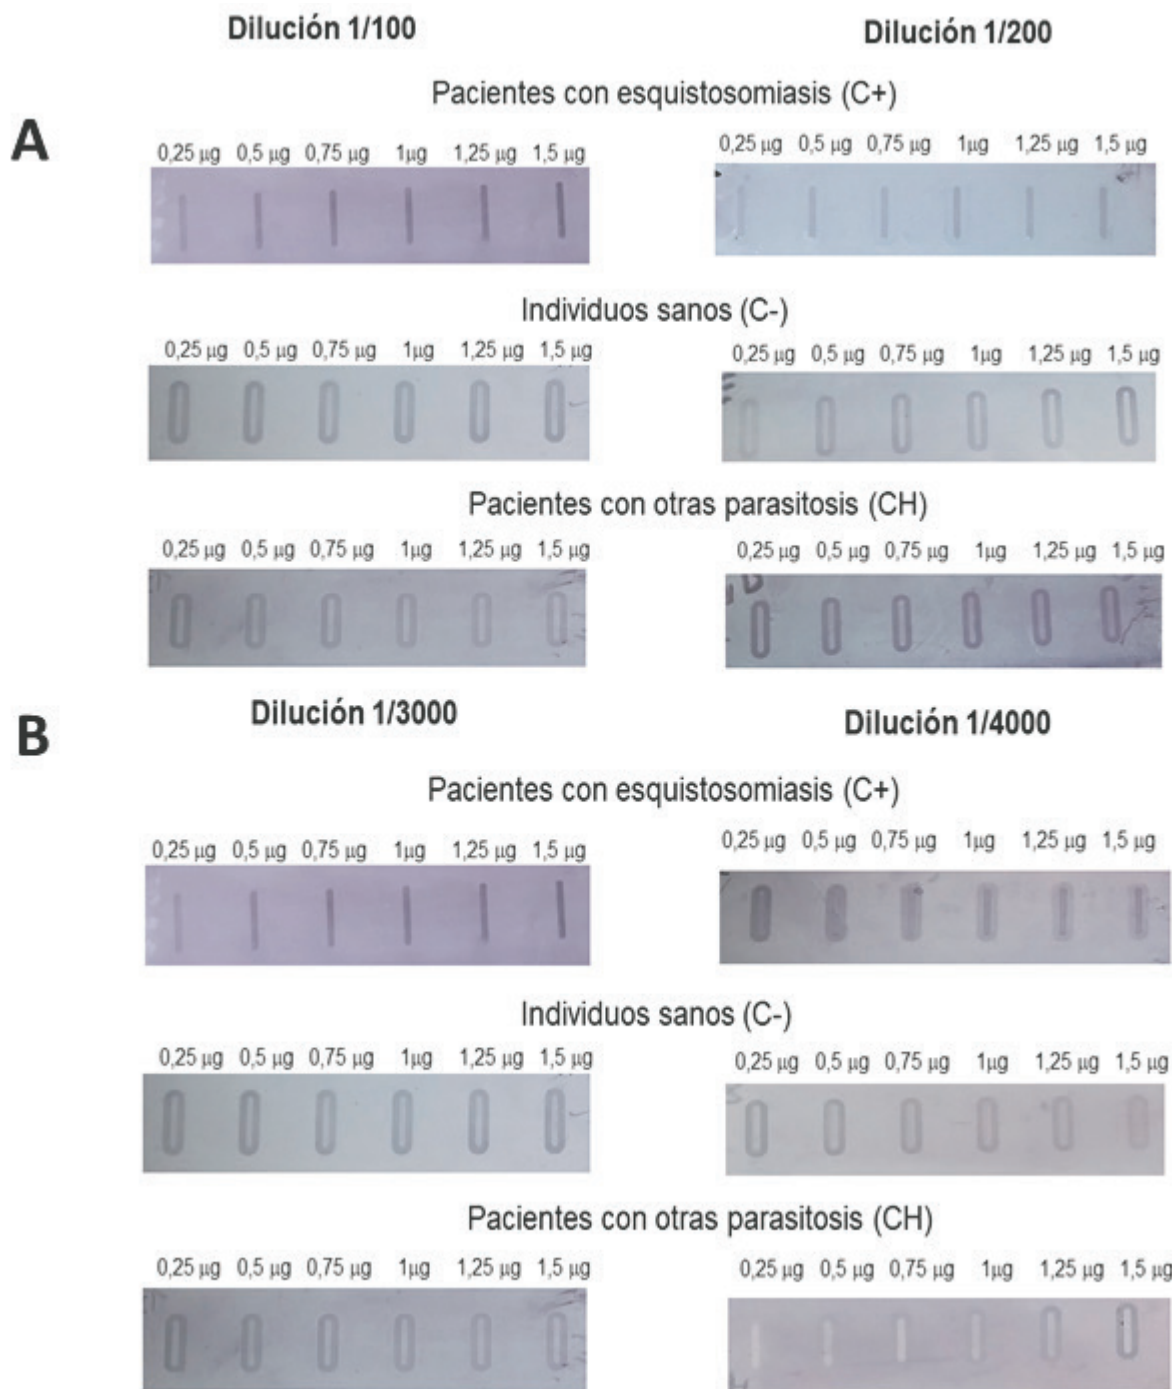 Dilución 1/100
Dilución 1/200
Pacientes con esquistosomiasis (C+)
A
0,25 µg 0,5 µg 0,75 µg 1µg 1,25 µg 1,5 µg
0,25 µg 0,5 µg 0,75 µg 1µg 1,25 µg 1,5 µg
Individuos sanos (C-)
0,25 µg 0,5 µg 0,75 µg 1µg 1,25 µg 1,5 µg
0,25 µg 0,5 µg 0,75 µg 1µg 1,25 µg 1,5 µg
Pacientes con otras parasitosis (CH)
0,25 µg 0,5 µg 0,75 µg 1µg 1,25 µg 1,5 µg
0,25 µg 0,5 µg 0,75 µg 1µg 1,25 µg 1,5 µg
B
Dilución 1/3000
Dilución 1/4000
Pacientes con esquistosomiasis (C+)
0,25 µg 0,5 µg 0,75 µg 1µg 1,25 µg 1,5 µg
0,25 µg 0,5 µg 0,75 µg 1µg 1,25 µg 1,5 µg
Individuos sanos (C-)
0,25 µg 0,5 µg 0,75 µg 1µg 1,25 µg 1,5 µg
0,25 µg 0,5 µg 0,75 µg 1µg 1,25 µg 1,5 µg
Pacientes con otras parasitosis (CH)
0,25 µg 0,5 µg 0,75 µg 1µg 1,25 µg 1,5 µg
0,25 µg 0,5 µg 0,75 µg 1µg 1,25 µg 1,5 µg